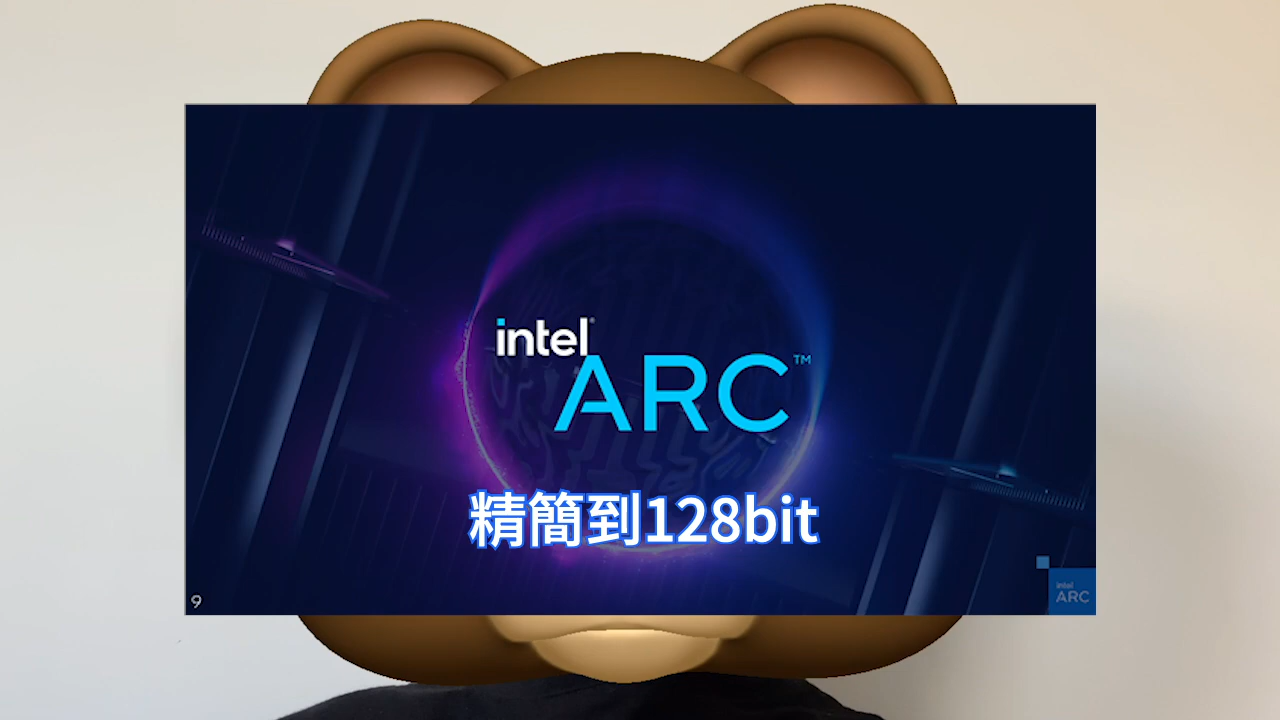 intel®
ARC™
精簡到128bit
9
intel
ARC